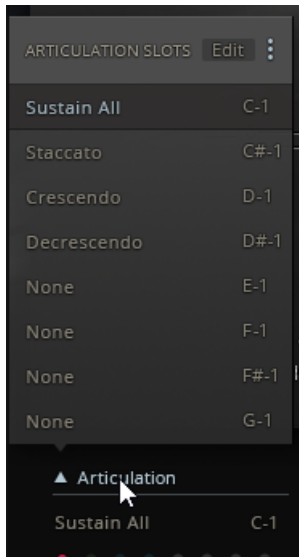 ARTICULATION SLOTS Edit
Sustain All C-1
Staccato C#-1
Crescendo D-1
Decrescendo D#-1
None E-1
None F-1
None F#-1
None G-1
Articulation
Sustain All C-1